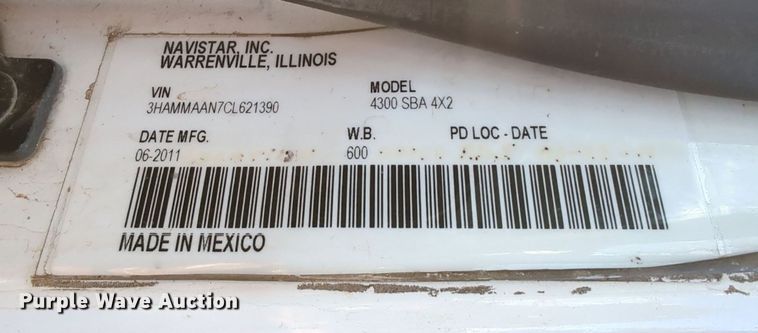 NAVISTAR, INC.
WARRENVILLE, ILLINOIS
VIN MODEL
3HAMMAAN7CL621390 4300 SBA 4X2
DATE MFG. W.B. PD LOC - DATE
06-2011 600
MADE IN MEXICO
Purple Wave Auction